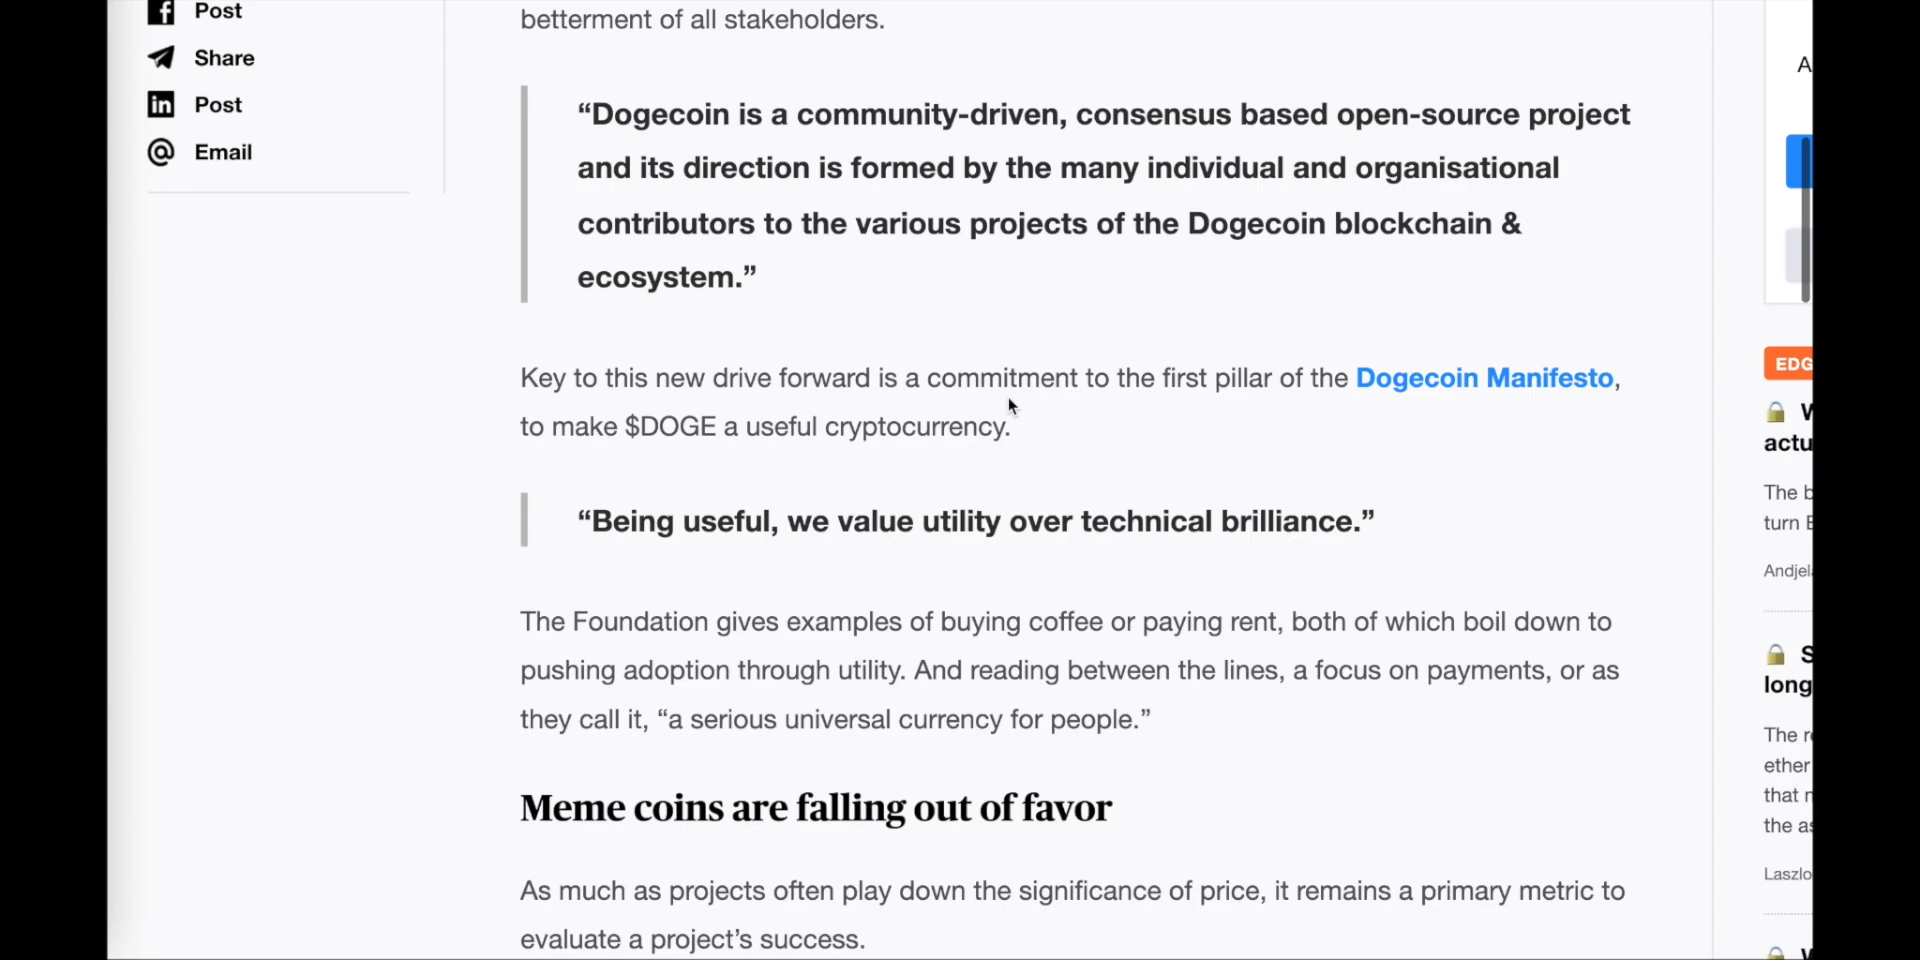 Post
Share
Post
Email
betterment of all stakeholders.
“Dogecoin is a community-driven, consensus based open-source project
and its direction is formed by the many individual and organisational
contributors to the various projects of the Dogecoin blockchain &
ecosystem.”
Key to this new drive forward is a commitment to the first pillar of the Dogecoin Manifesto,
to make $DOGE a useful cryptocurrency.
“Being useful, we value utility over technical brilliance.”
The Foundation gives examples of buying coffee or paying rent, both of which boil down to
pushing adoption through utility. And reading between the lines, a focus on payments, or as
they call it, “a serious universal currency for people.”
Meme coins are falling out of favor
As much as projects often play down the significance of price, it remains a primary metric to
evaluate a project’s success.
A
EDG
actu
The b
turn
Andjel
S
long
The r
ether
that
the as
Laszlo